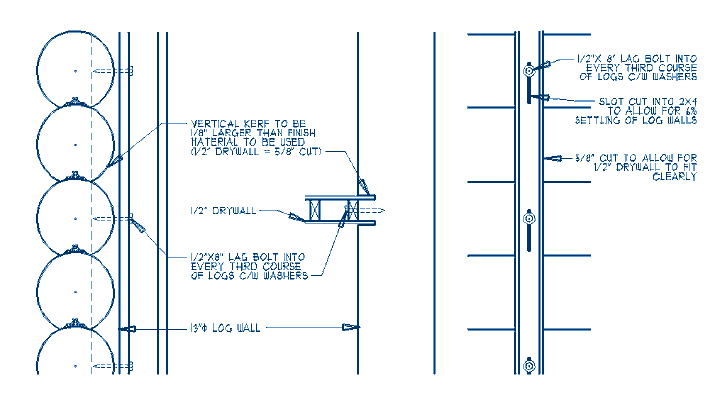 VERTICAL KERF TO BE
1/8" LARGER THAN FINISH
MATERIAL TO BE USED
(1/2" DRYWALL = 5/8" CUT)
1/2" DRYWALL
1/2"X8" LAG BOLT INTO
EVERY THIRD COURSE
OF LOGS C/W WASHERS
13"Φ LOG WALL
1/2"X 8' LAG BOLT INTO
EVERY THIRD COURSE
OF LOGS C/W WASHERS
SLOT CUT INTO 2X4
TO ALLOW FOR 6%
SETTLING OF LOG WALLS
5/8" CUT TO ALLOW FOR
1/2" DRYWALL TO FIT
CLEARLY